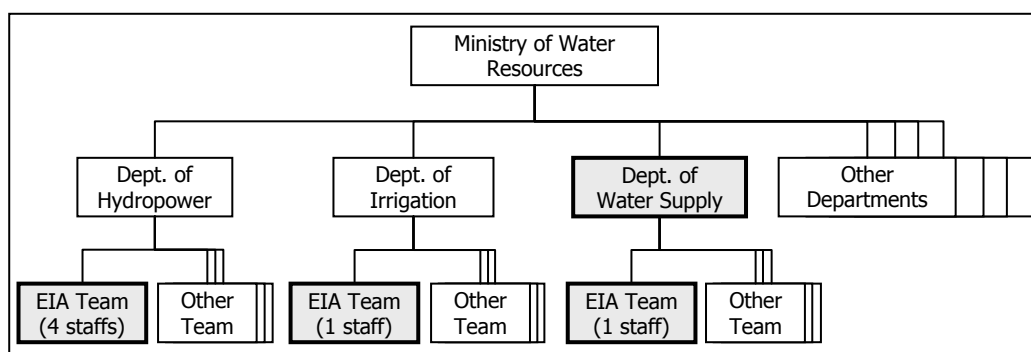 Ministry of Water
Resources
Dept. of
Hydropower
Dept. of
Irrigation
Dept. of
Water Supply
Other
Departments
EIA Team
(4 staffs)
Other
Team
EIA Team
(1 staff)
Other
Team
EIA Team
(1 staff)
Other
Team